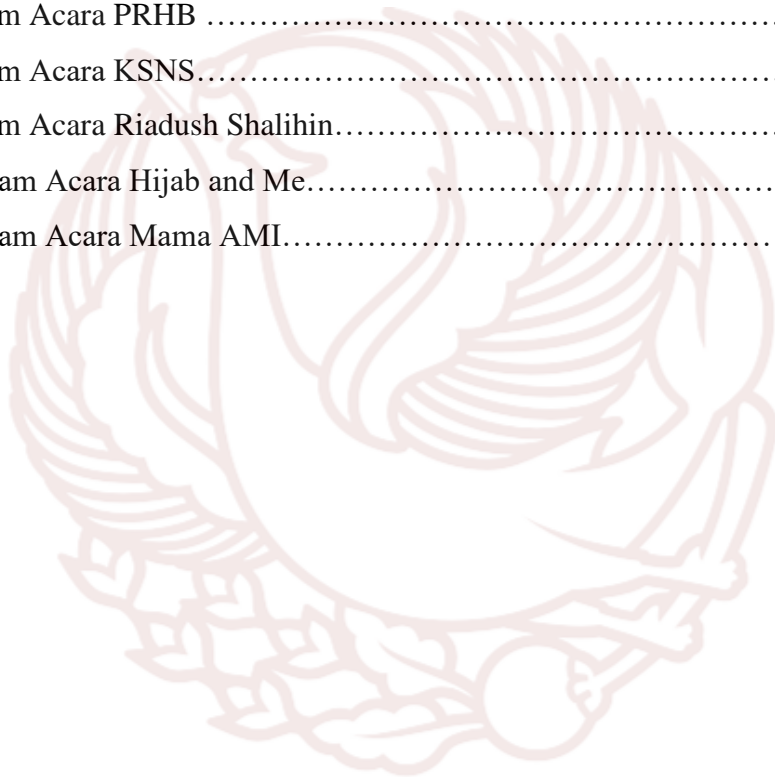 m Acara PRHB ……………………………………………
m Acara KSNS……………………………………………
m Acara Riadush Shalihin…………………………………
am Acara Hijab and Me……………………………………
am Acara Mama AMI………………………………………